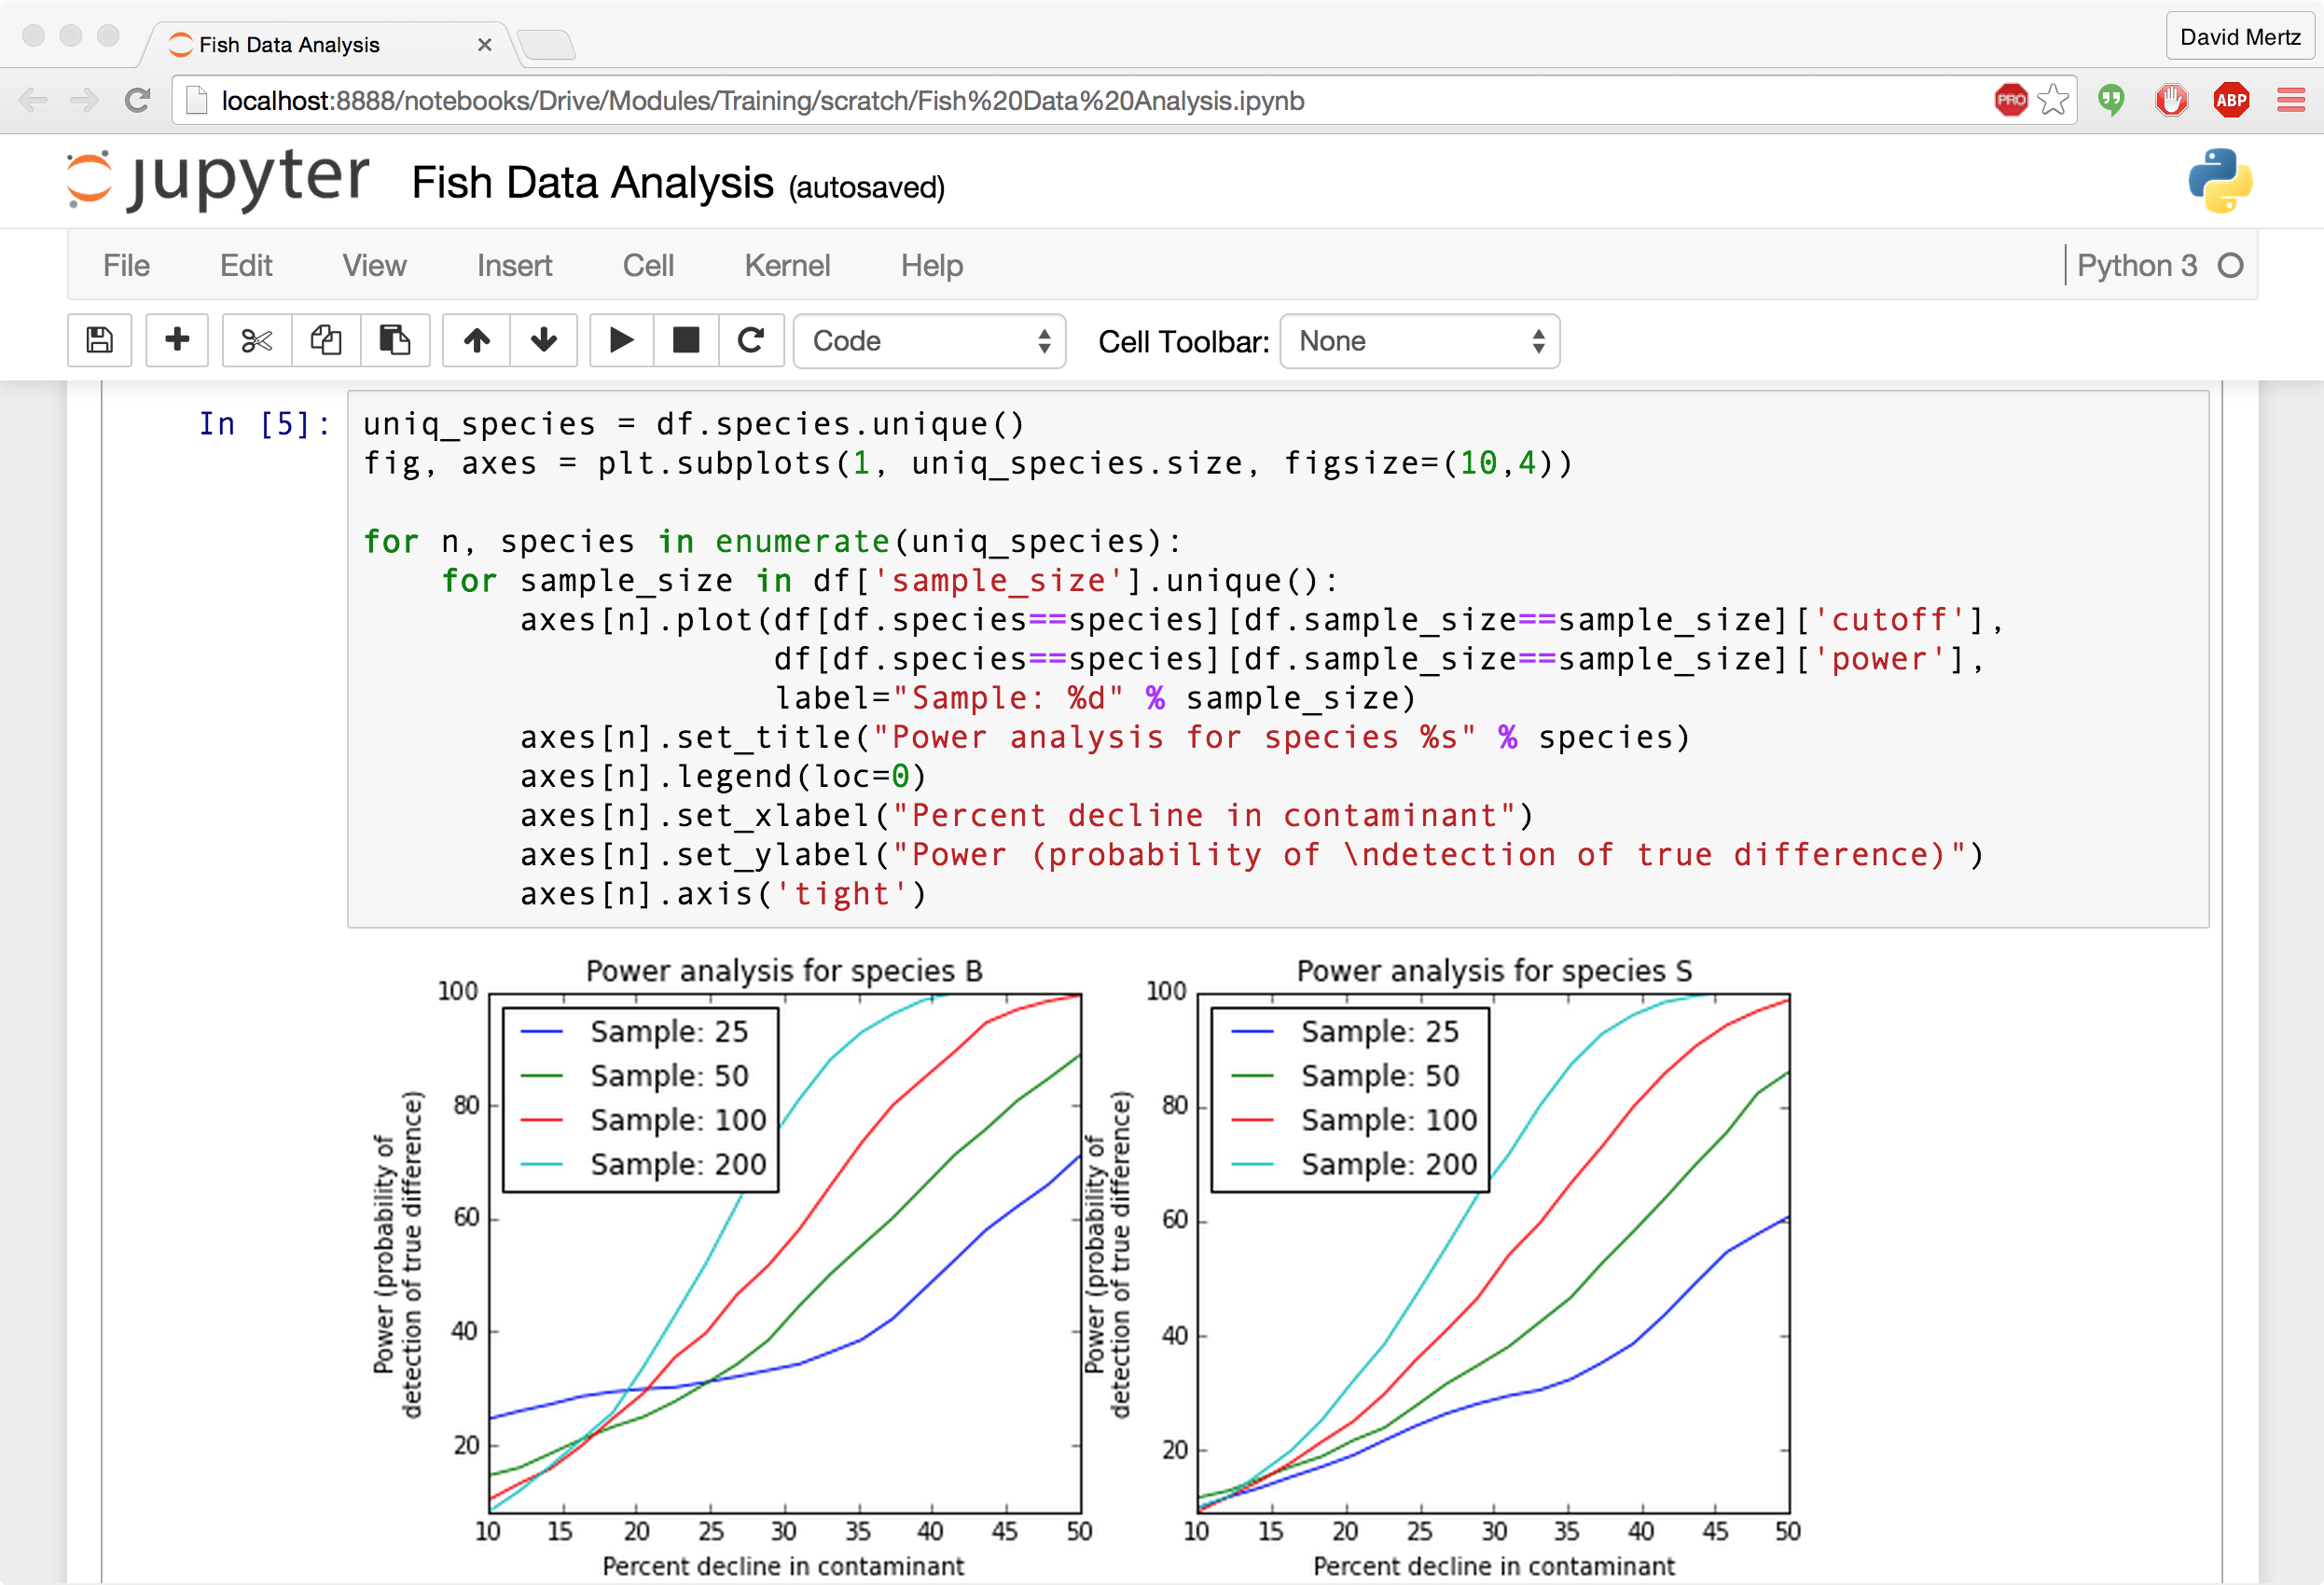 Fish Data Analysis
David Mertz
localhost:8888/notebooks/Drive/Modules/Training/scratch/Fish%20Data%20Analysis.ipynb
PRO
ABP
jupyter Fish Data Analysis (autosaved)
File Edit View Insert Cell Kernel Help Python 3
Code Cell Toolbar: None
In [5]: uniq_species = df.species.unique()
fig, axes = plt.subplots(1, uniq_species.size, figsize=(10,4))
for n, species in enumerate(uniq_species):
    for sample_size in df['sample_size'].unique():
        axes[n].plot(df[df.species==species][df.sample_size==sample_size]['cutoff'],
                     df[df.species==species][df.sample_size==sample_size]['power'],
                     label="Sample: %d" % sample_size)
        axes[n].set_title("Power analysis for species %s" % species)
        axes[n].legend(loc=0)
        axes[n].set_xlabel("Percent decline in contaminant")
        axes[n].set_ylabel("Power (probability of \ndetection of true difference)")
        axes[n].axis('tight')
Power analysis for species B
100
80
60
40
20
Power (probability of
detection of true difference)
Sample: 25
Sample: 50
Sample: 100
Sample: 200
10 15 20 25 30 35 40 45 50
Percent decline in contaminant
Power analysis for species S
100
80
60
40
20
Power (probability of
detection of true difference)
Sample: 25
Sample: 50
Sample: 100
Sample: 200
10 15 20 25 30 35 40 45 50
Percent decline in contaminant